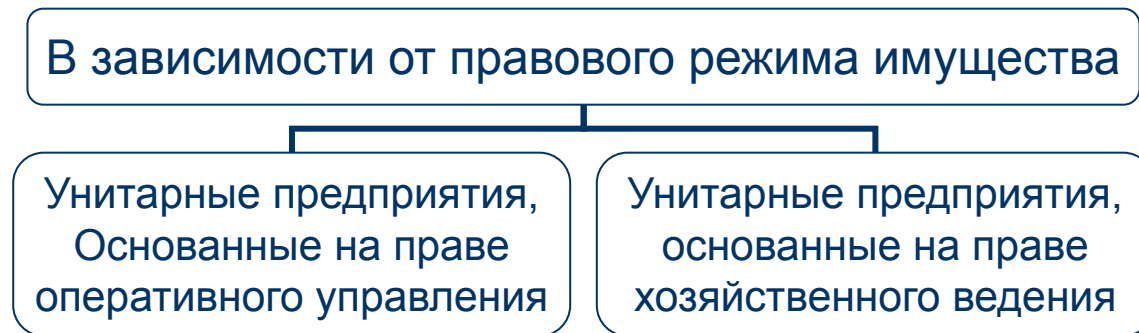 В зависимости от правового режима имущества
Унитарные предприятия,
Основанные на праве
оперативного управления
Унитарные предприятия,
основанные на праве
хозяйственного ведения